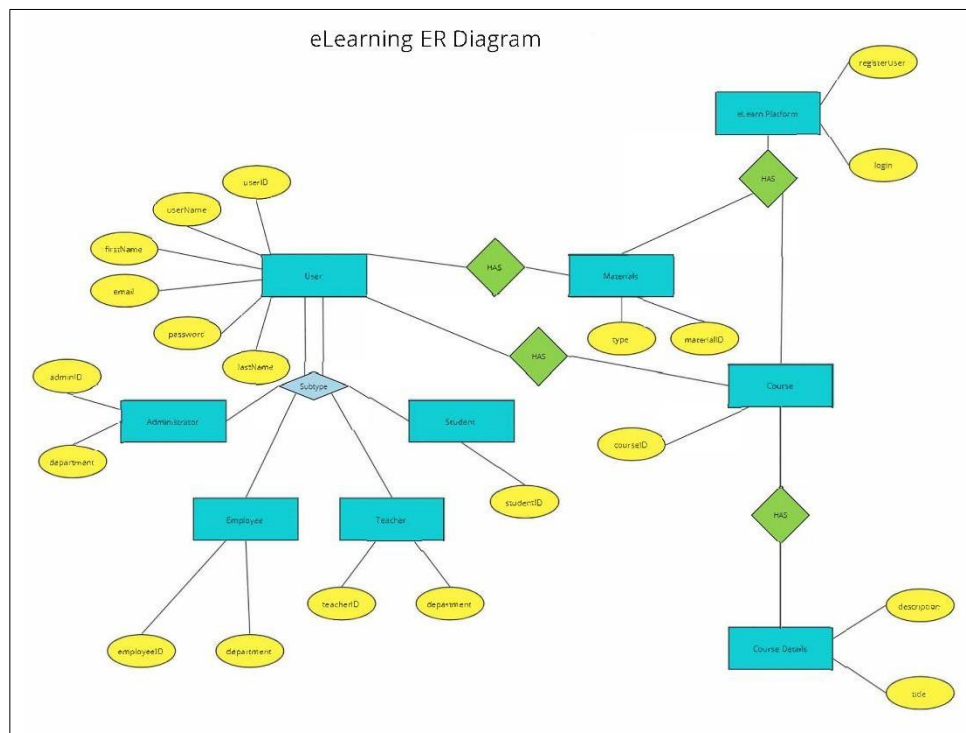 eLearning ER Diagram
registerUser
eLearn Platform
login
HAS
userID
userName
firstName
User
HAS
Materials
email
password
type
materialID
lastName
HAS
adminID
Subtype
Course
Administrator
Student
courseID
department
studentID
Employee
Teacher
HAS
teacherID
department
description
employeeID
department
Course Details
title